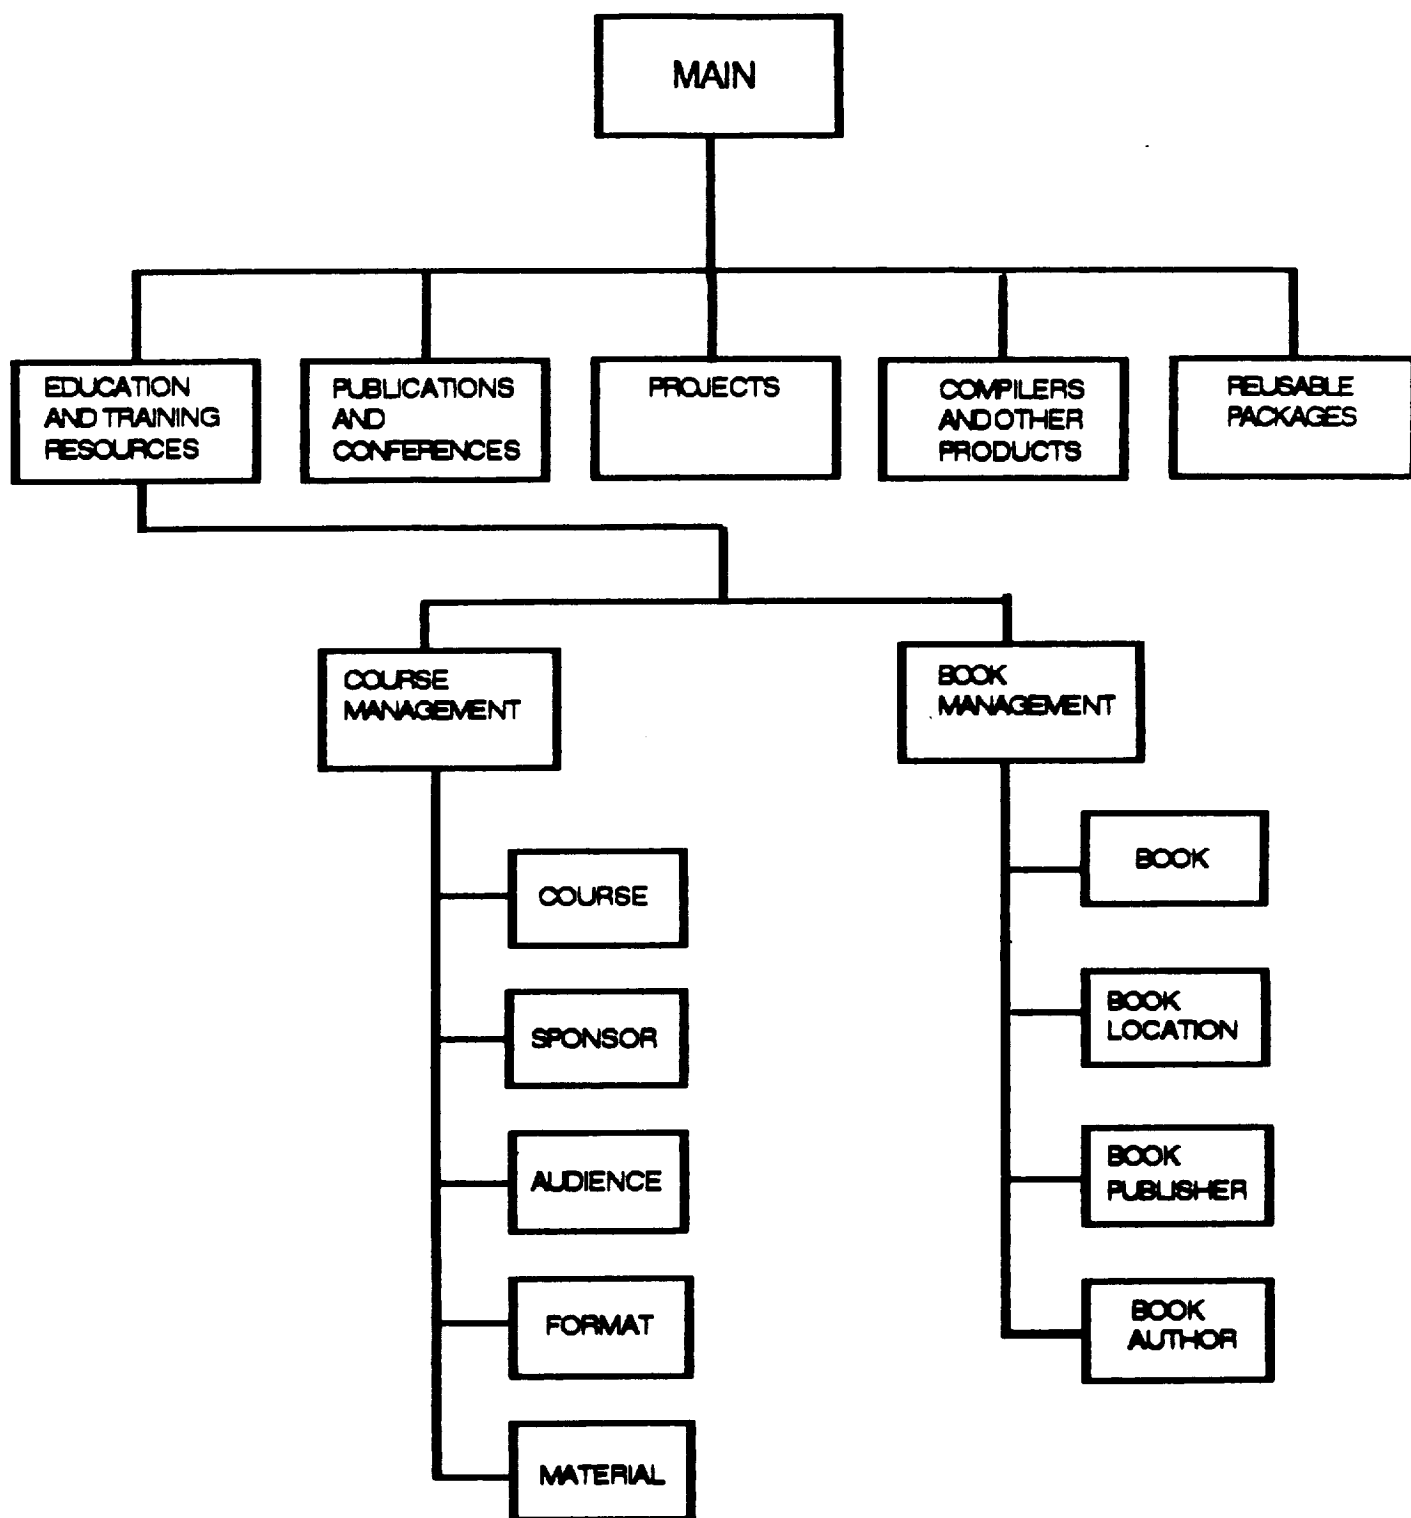 MAIN
EDUCATION
AND TRAINING
RESOURCES
PUBLICATIONS
AND
CONFERENCES
PROJECTS
COMPILERS
AND OTHER
PRODUCTS
REUSABLE
PACKAGES
COURSE
MANAGEMENT
COURSE
SPONSOR
AUDIENCE
FORMAT
MATERIAL
BOOK
MANAGEMENT
BOOK
BOOK
LOCATION
BOOK
PUBLISHER
BOOK
AUTHOR